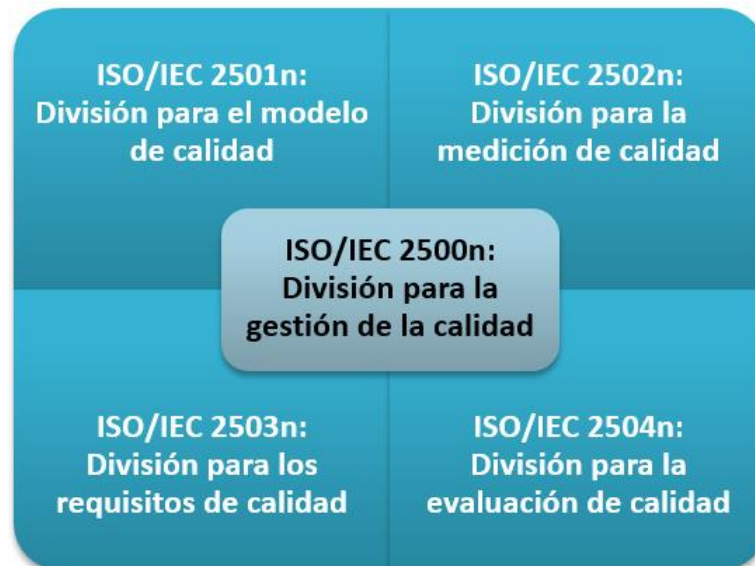 ISO/IEC 2501n:
División para el modelo
de calidad
ISO/IEC 2502n:
División para la
medición de calidad
ISO/IEC 2500n:
División para la
gestión de la calidad
ISO/IEC 2503n:
División para los
requisitos de calidad
ISO/IEC 2504n:
División para la
evaluación de calidad